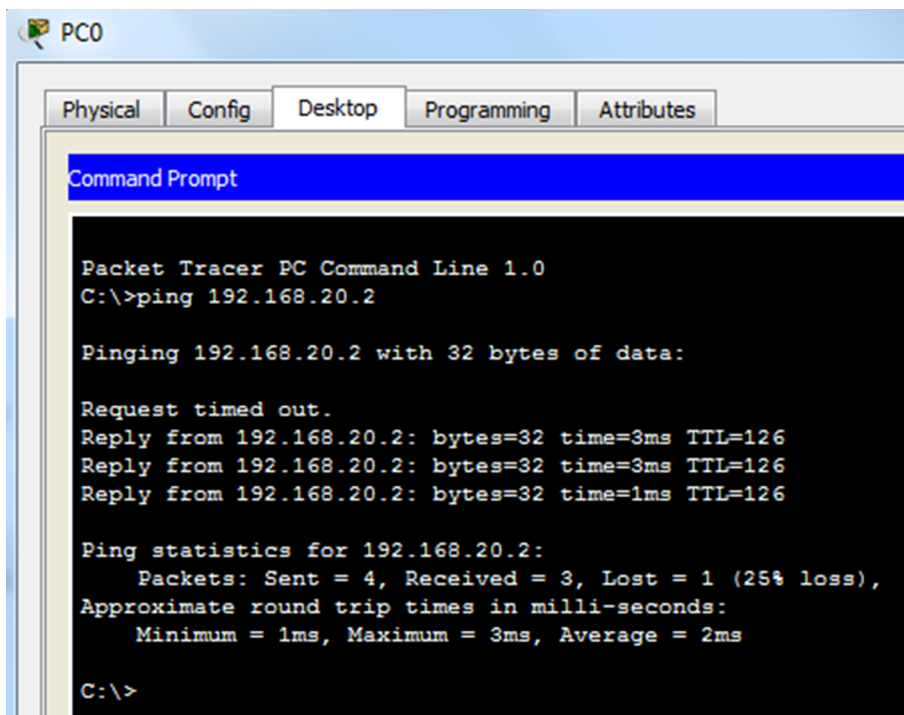 PC0
Physical Config Desktop Programming Attributes
Command Prompt
Packet Tracer PC Command Line 1.0
C:\>ping 192.168.20.2
Pinging 192.168.20.2 with 32 bytes of data:
Request timed out.
Reply from 192.168.20.2: bytes=32 time=3ms TTL=126
Reply from 192.168.20.2: bytes=32 time=3ms TTL=126
Reply from 192.168.20.2: bytes=32 time=1ms TTL=126
Ping statistics for 192.168.20.2:
Packets: Sent = 4, Received = 3, Lost = 1 (25% loss),
Approximate round trip times in milli-seconds:
Minimum = 1ms, Maximum = 3ms, Average = 2ms
C:\>